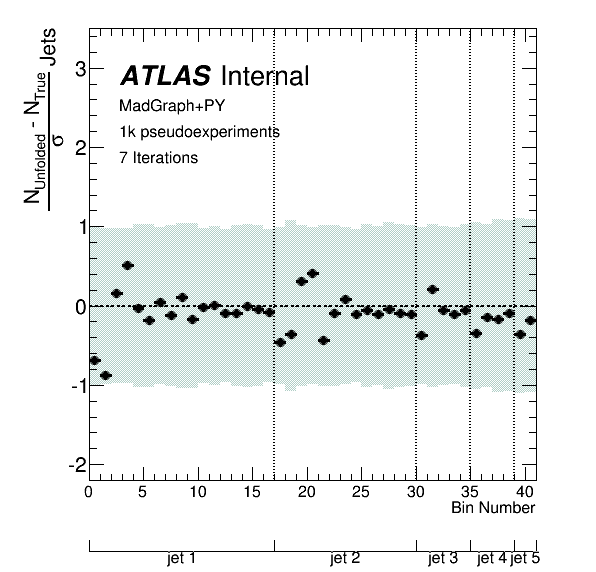 N_Unfolded - N_True
σ
Jets
ATLAS Internal
MadGraph+PY
1k pseudoexperiments
7 Iterations
3
2
1
0
-1
-2
0 5 10 15 20 25 30 35 40
Bin Number
jet 1 jet 2 jet 3 jet 4 jet 5